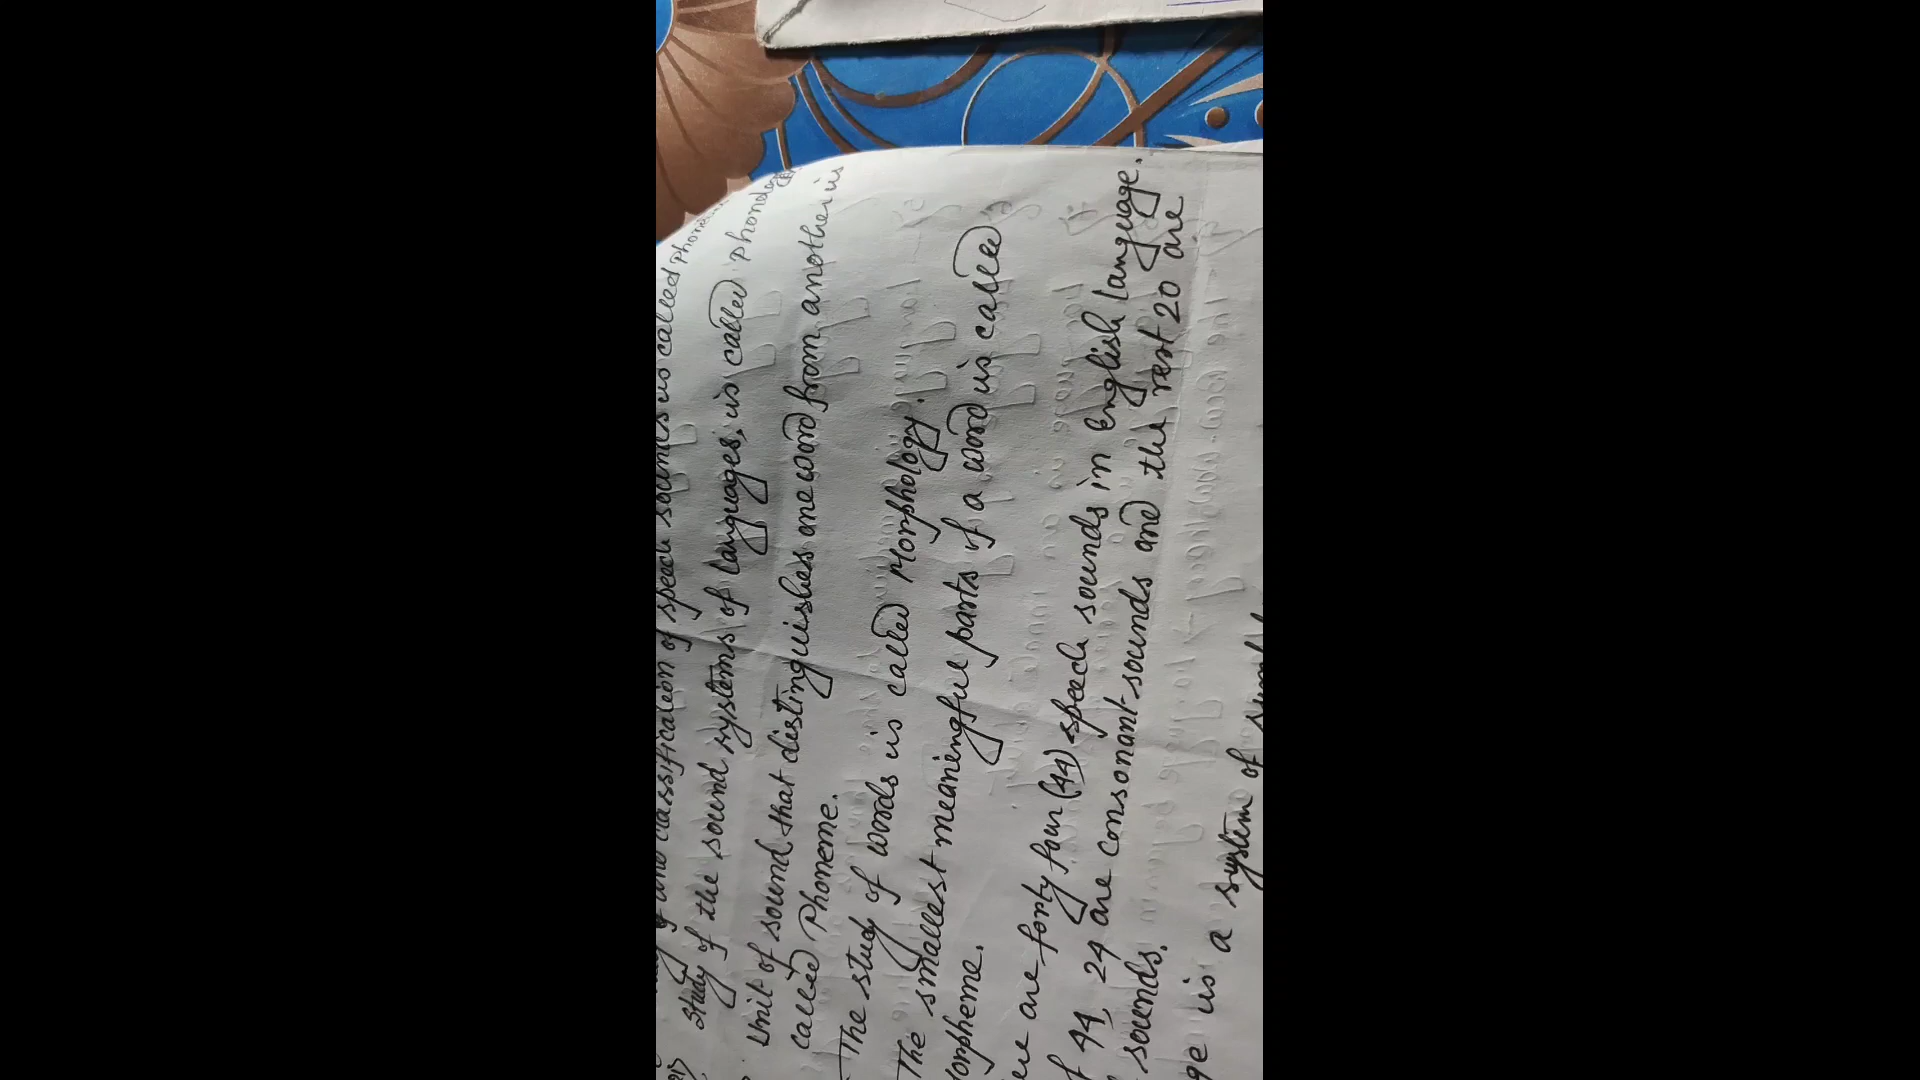 and classification of speech sounds is called
study of the sound systems of languages, is called
Unit of sound that distinguishes one word from another is
called Phoneme.
The study of words is called Morphology.
The smallest meaningful parts of a word is called
orpheme.
ere are forty four (44) speech sounds in English language.
f 44, 24 are consonant sounds and the rest 20 are
sounds.
ge is a system of